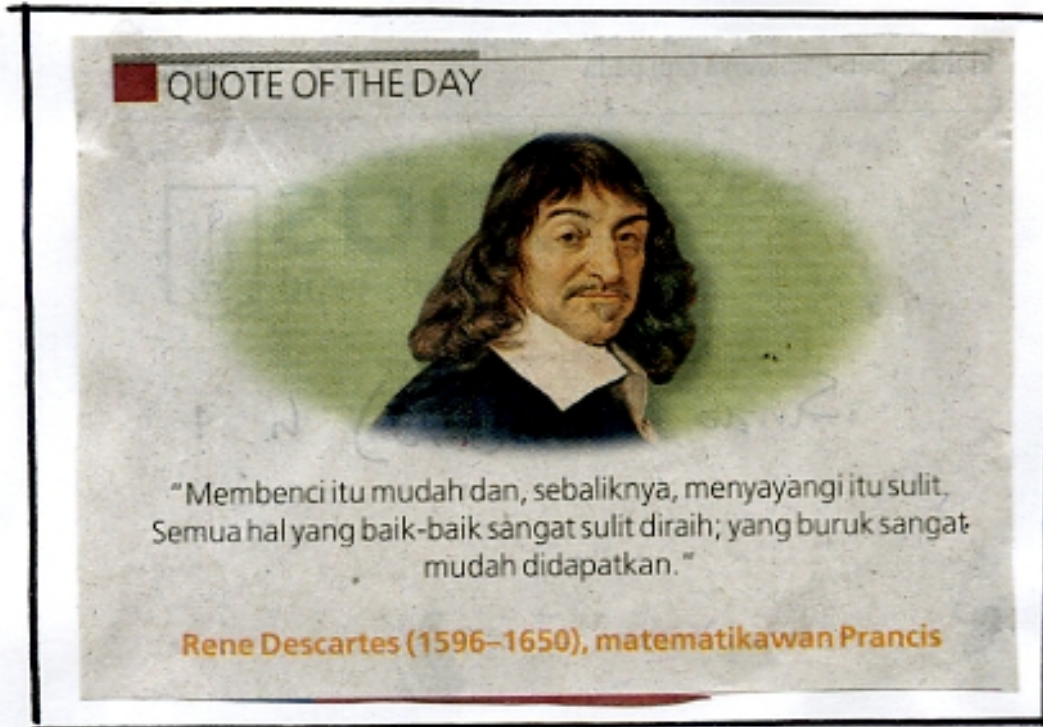 QUOTE OF THE DAY
"Membenci itu mudah dan, sebaliknya, menyayangi itu sulit.
Semua hal yang baik-baik sangat sulit diraih; yang buruk sangat
mudah didapatkan."
Rene Descartes (1596–1650), matematikawan Prancis